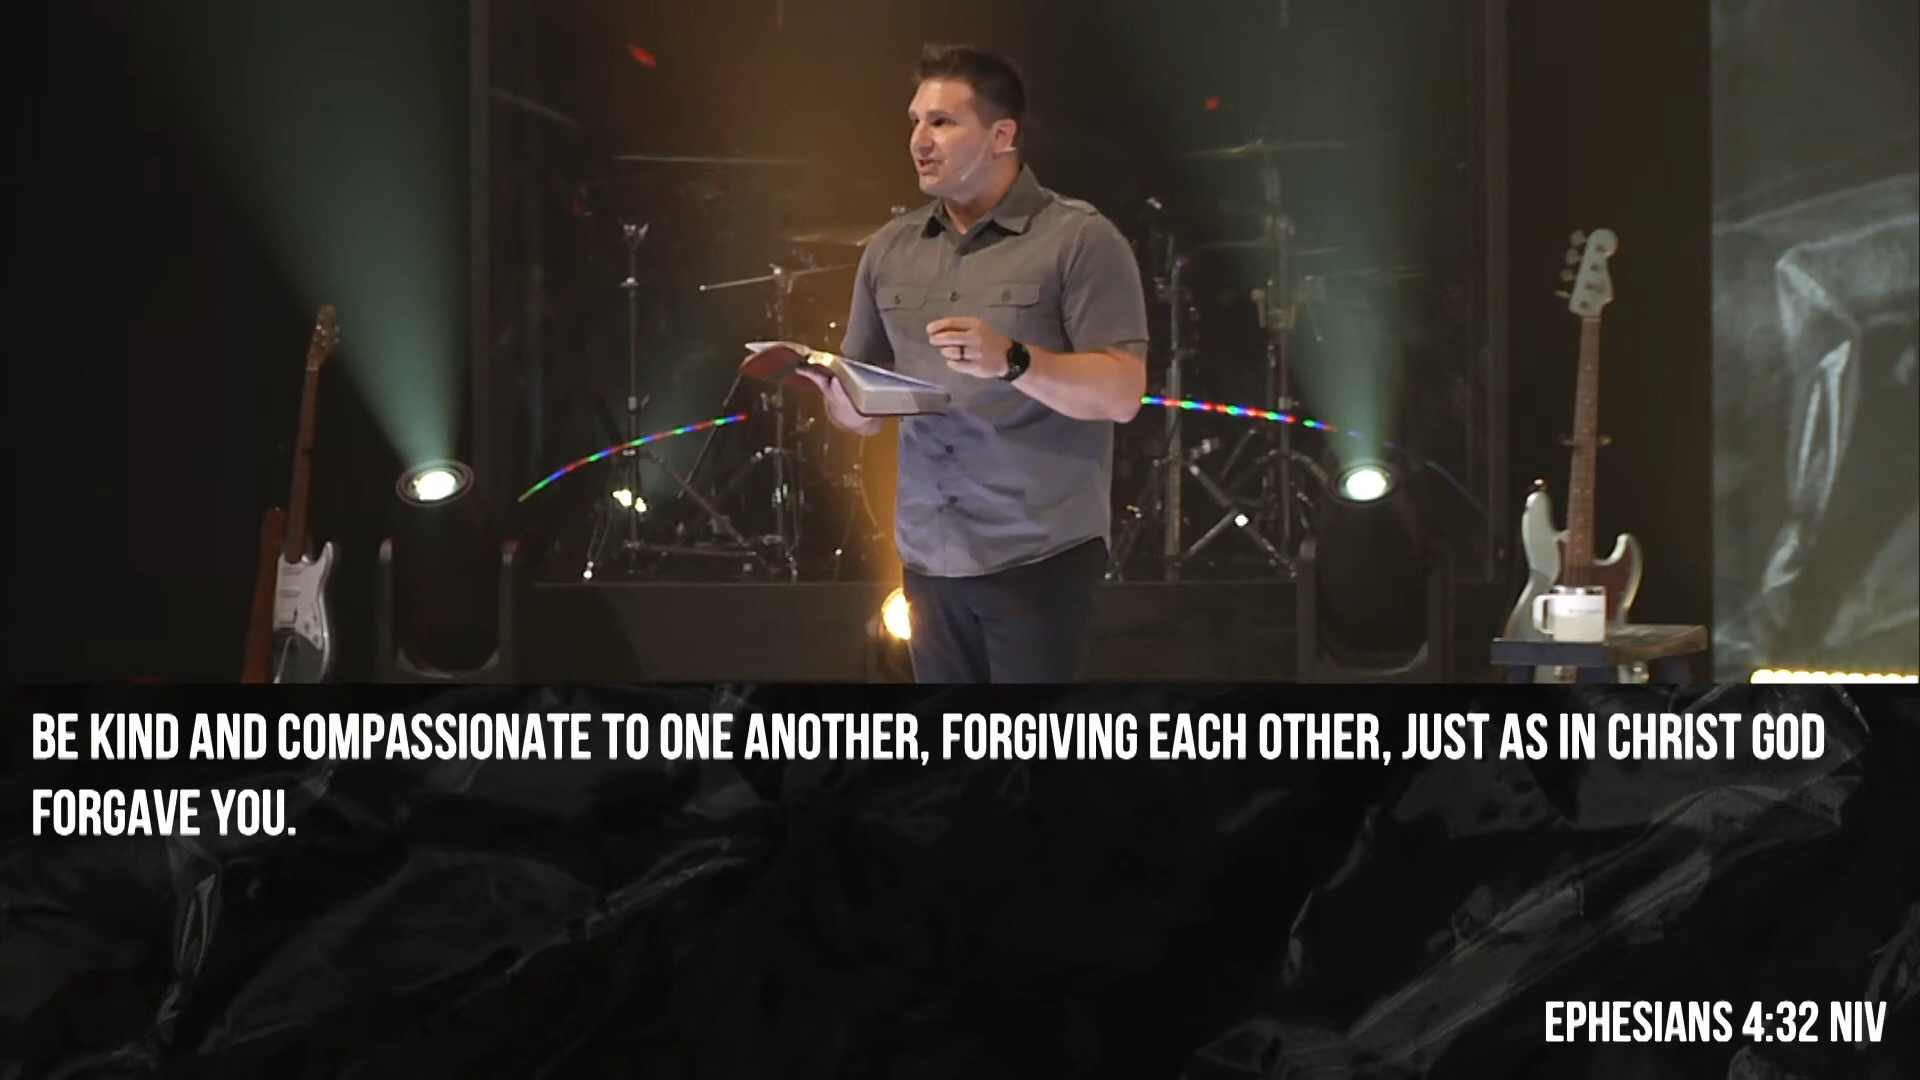 BE KIND AND COMPASSIONATE TO ONE ANOTHER, FORGIVING EACH OTHER, JUST AS IN CHRIST GOD
FORGAVE YOU.
EPHESIANS 4:32 NIV